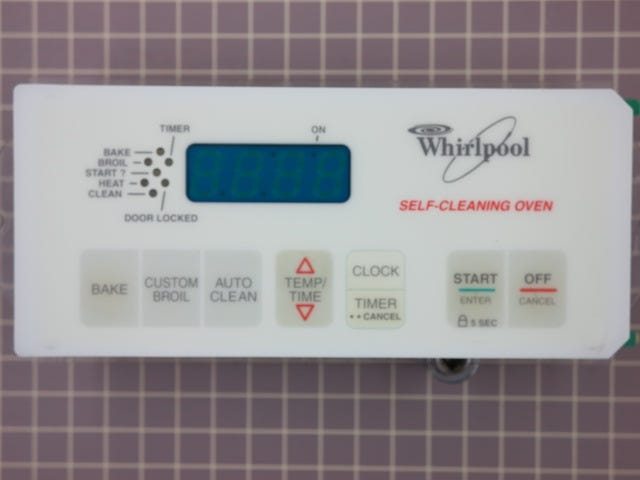 TIMER
ON
BAKE
BROIL
START ?
HEAT
CLEAN
DOOR LOCKED
Whirlpool
SELF-CLEANING OVEN
BAKE
CUSTOM
BROIL
AUTO
CLEAN
TEMP/
TIME
CLOCK
TIMER
••CANCEL
START
ENTER
5 SEC
OFF
CANCEL